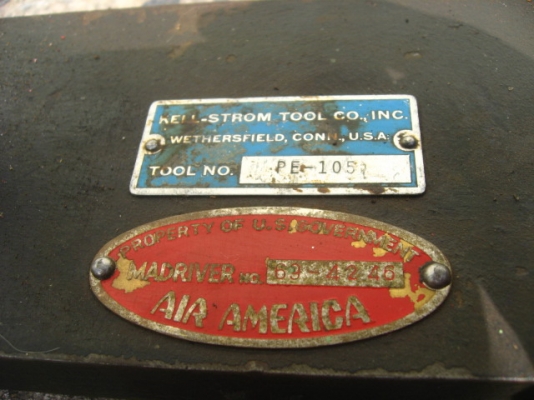 KELL-STROM TOOL CO., INC.
WETHERSFIELD, CONN., U.S.A.
TOOL NO. PE-105
PROPERTY OF U.S. GOVERNMENT
MADRIVER NO.
AIR AMERICA